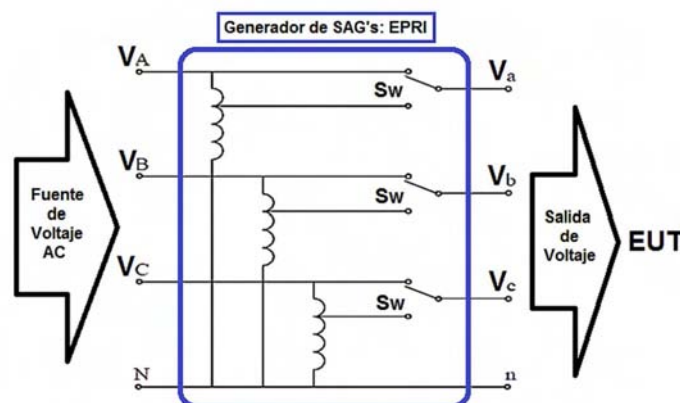 Generador de SAG's: EPRI
VA
Va
Sw
VB
Vb
Sw
Fuente
de
Voltaje
AC
Salida
de
Voltaje
EUT
VC
Vc
Sw
N
n